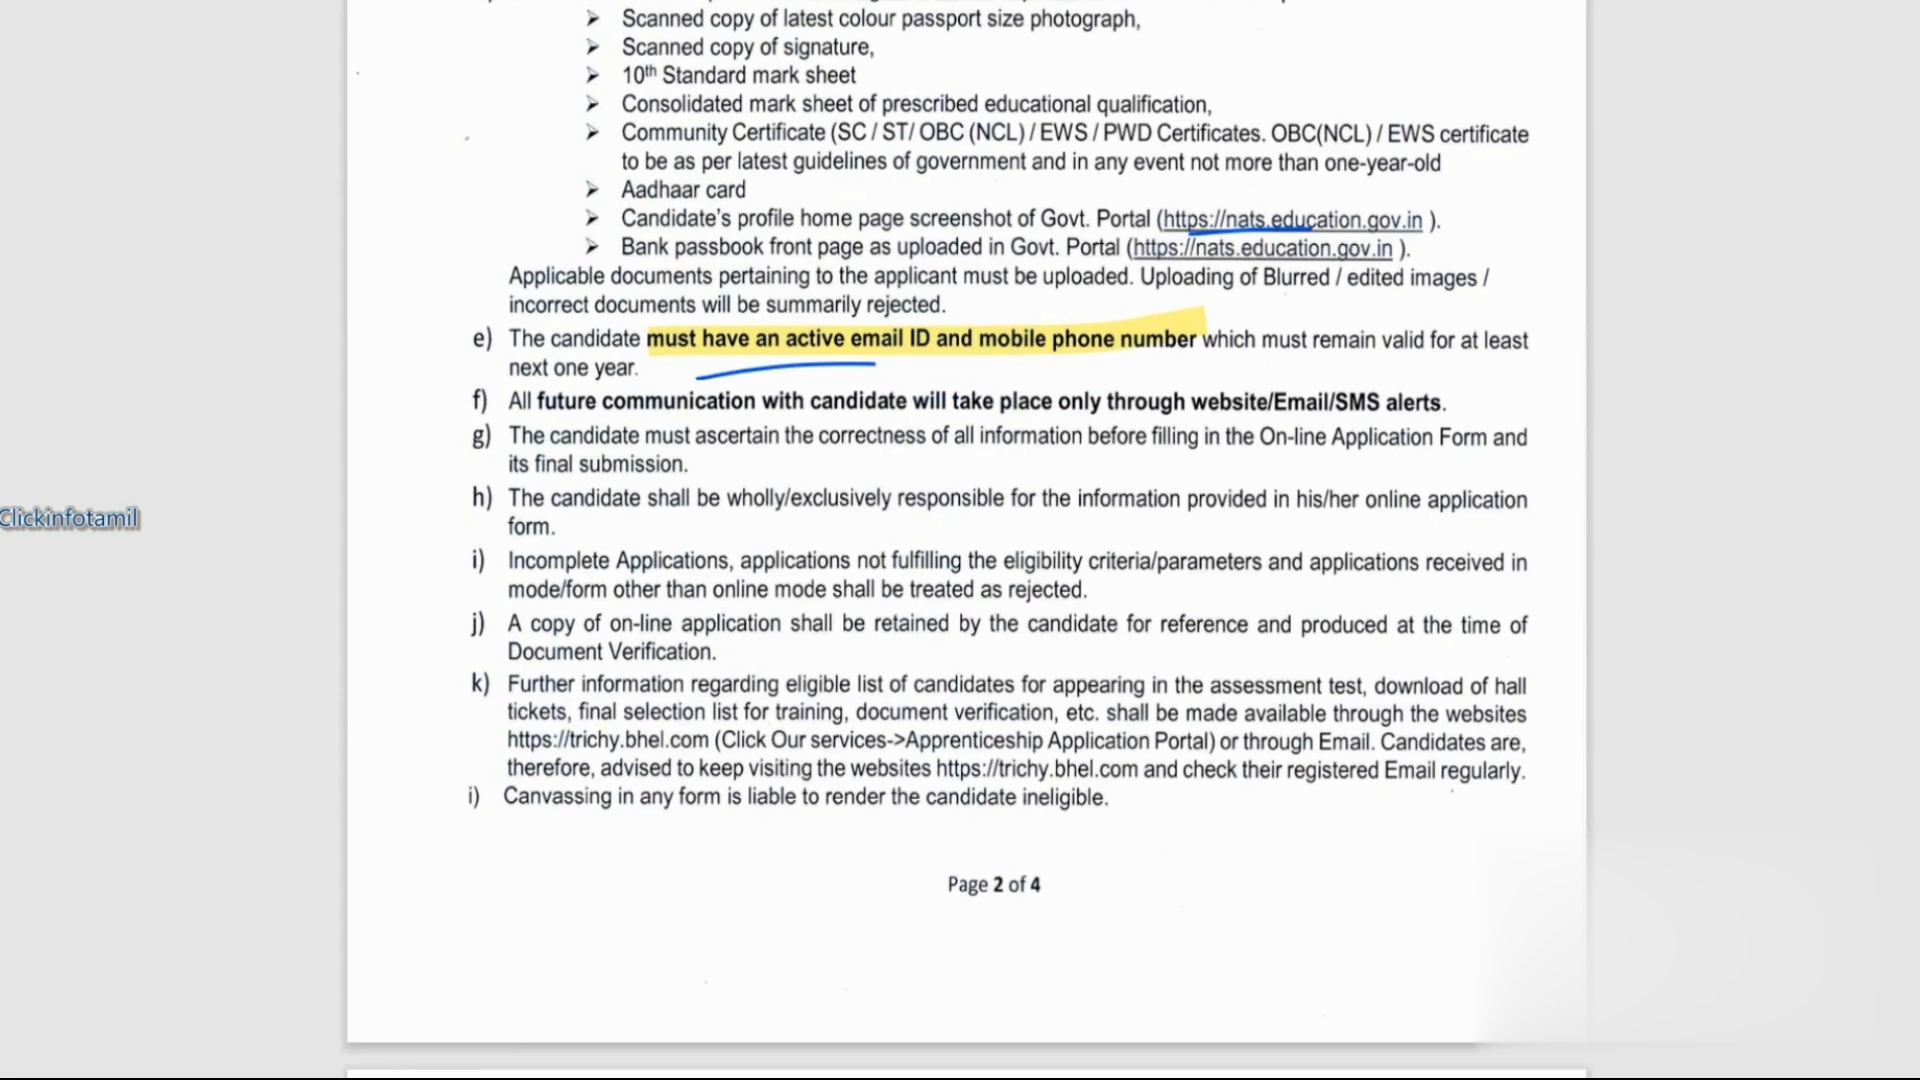 ➢ Scanned copy of latest colour passport size photograph,
➢ Scanned copy of signature,
➢ 10th Standard mark sheet
➢ Consolidated mark sheet of prescribed educational qualification,
➢ Community Certificate (SC / ST/ OBC (NCL) / EWS / PWD Certificates. OBC(NCL) / EWS certificate
to be as per latest guidelines of government and in any event not more than one-year-old
➢ Aadhaar card
➢ Candidate's profile home page screenshot of Govt. Portal (https://nats.education.gov.in ).
➢ Bank passbook front page as uploaded in Govt. Portal (https://nats.education.gov.in ).
Applicable documents pertaining to the applicant must be uploaded. Uploading of Blurred / edited images /
incorrect documents will be summarily rejected.
e) The candidate must have an active email ID and mobile phone number which must remain valid for at least
next one year.
f) All future communication with candidate will take place only through website/Email/SMS alerts.
g) The candidate must ascertain the correctness of all information before filling in the On-line Application Form and
its final submission.
h) The candidate shall be wholly/exclusively responsible for the information provided in his/her online application
form.
Clickinfotamil
i) Incomplete Applications, applications not fulfilling the eligibility criteria/parameters and applications received in
mode/form other than online mode shall be treated as rejected.
j) A copy of on-line application shall be retained by the candidate for reference and produced at the time of
Document Verification.
k) Further information regarding eligible list of candidates for appearing in the assessment test, download of hall
tickets, final selection list for training, document verification, etc. shall be made available through the websites
https://trichy.bhel.com (Click Our services->Apprenticeship Application Portal) or through Email. Candidates are,
therefore, advised to keep visiting the websites https://trichy.bhel.com and check their registered Email regularly.
i) Canvassing in any form is liable to render the candidate ineligible.
Page 2 of 4